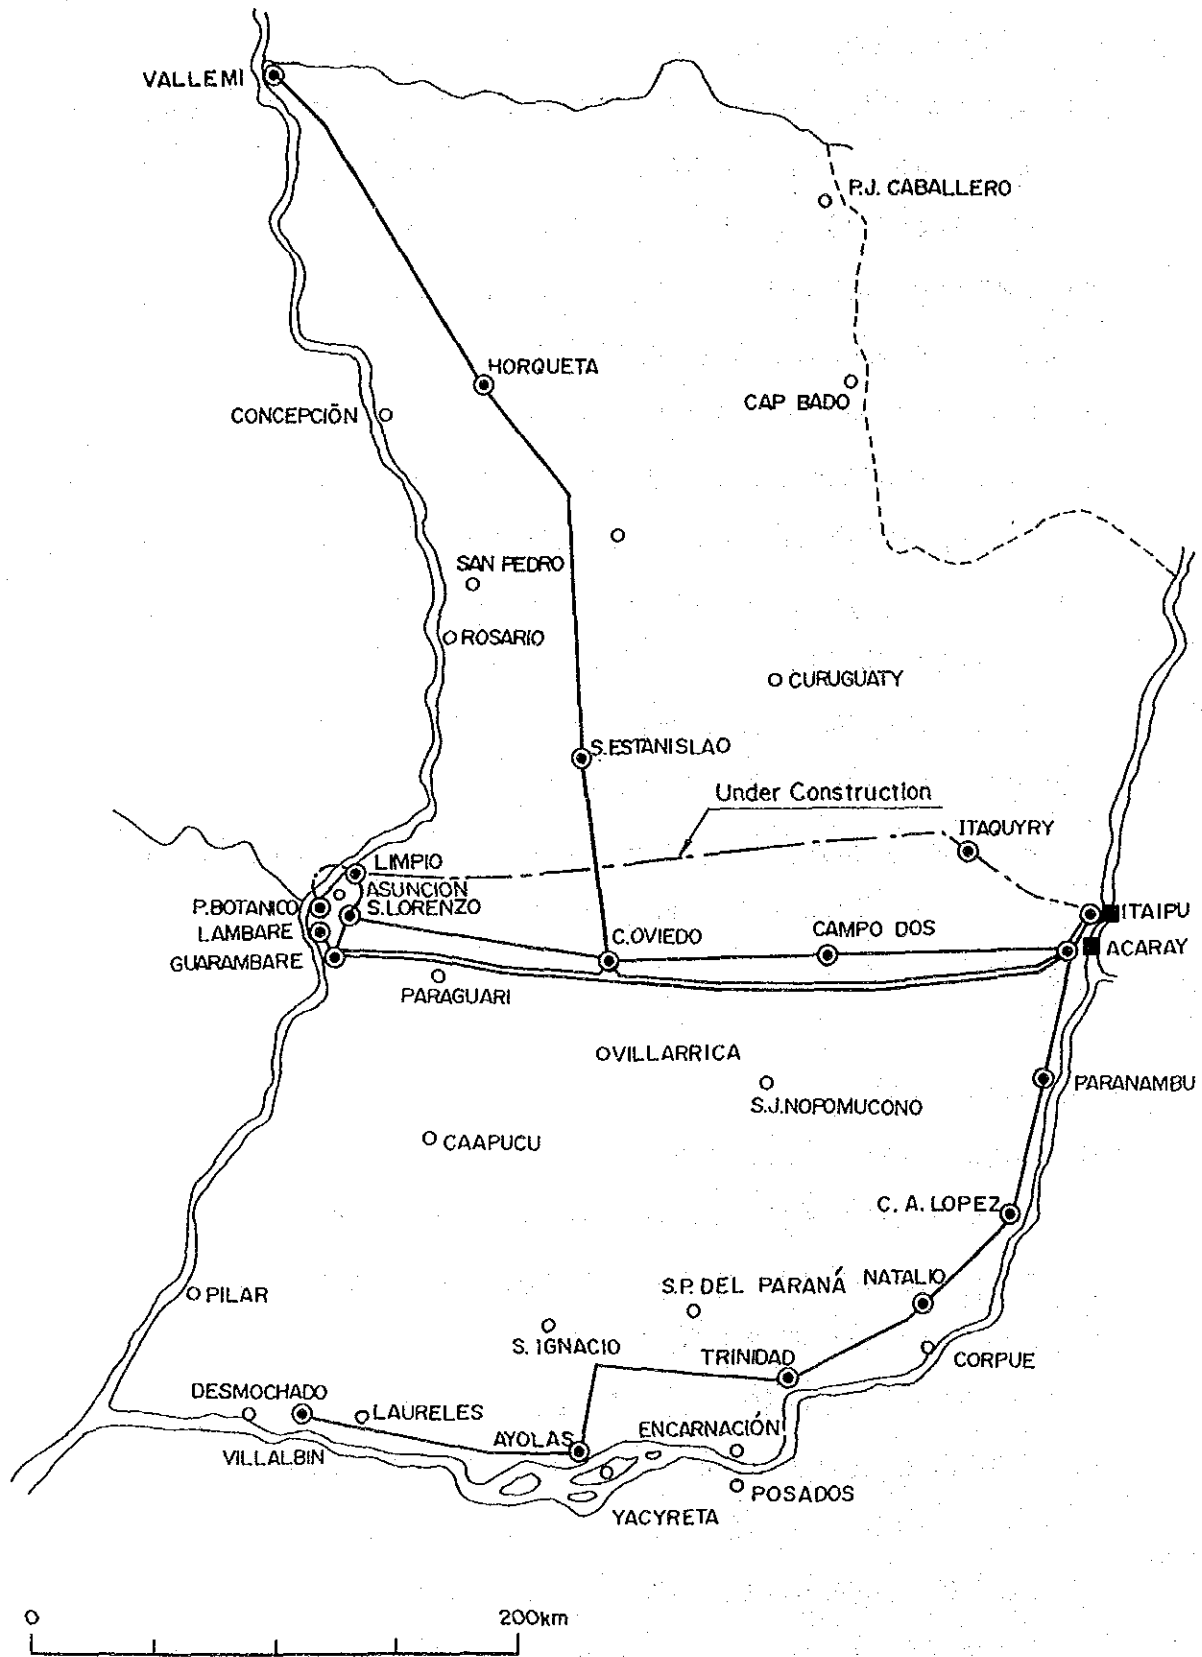 VALLEMI
P.J. CABALLERO
HORQUETA
CONCEPCIÖN
CAP BADO
SAN PEDRO
ROSARIO
CURUGUATY
S.ESTANISLAO
Under Construction
ITAQUYRY
LIMPIO
ASUNCION
P.BOTANICO
S.LORENZO
ITAIPU
LAMBARE
C.OVIEDO
CAMPO DOS
ACARAY
GUARAMBARE
PARAGUARI
VILLARRICA
PARANAMBU
S.J.NOPOMUCONO
CAAPUCU
C. A. LOPEZ
PILAR
S.P. DEL PARANÁ
NATALIO
S. IGNACIO
TRINIDAD
CORPUE
DESMOCHADO
LAURELES
ENCARNACIÓN
AYOLAS
VILLALBIN
POSADOS
YACYRETA
0 200km